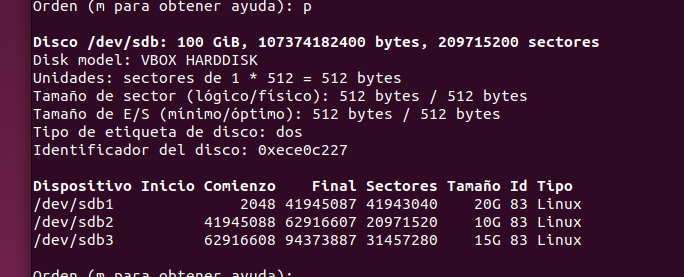 Orden (m para obtener ayuda): p
Disco /dev/sdb: 100 GiB, 107374182400 bytes, 209715200 sectores
Disk model: VBOX HARDDISK
Unidades: sectores de 1 * 512 = 512 bytes
Tamaño de sector (lógico/físico): 512 bytes / 512 bytes
Tamaño de E/S (mínimo/óptimo): 512 bytes / 512 bytes
Tipo de etiqueta de disco: dos
Identificador del disco: 0xece0c227
Dispositivo Inicio Comienzo Final Sectores Tamaño Id Tipo
/dev/sdb1 2048 41945087 41943040 20G 83 Linux
/dev/sdb2 41945088 62916607 20971520 10G 83 Linux
/dev/sdb3 62916608 94373887 31457280 15G 83 Linux
Orden (m para obtener ayuda):